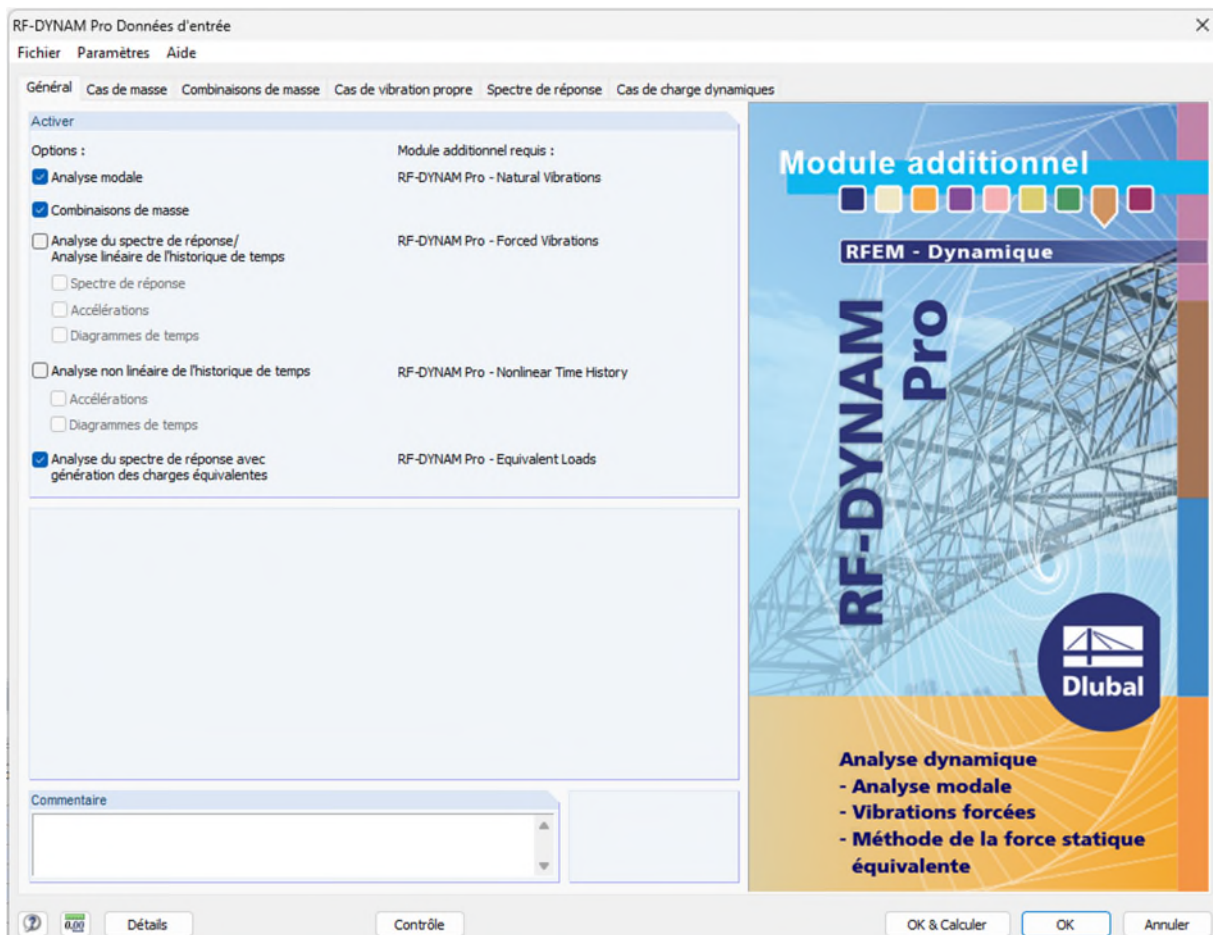 RF-DYNAM Pro Données d'entrée
Fichier Paramètres Aide
Général Cas de masse Combinaisons de masse Cas de vibration propre Spectre de réponse Cas de charge dynamiques
Activer
Options : Module additionnel requis :
Analyse modale RF-DYNAM Pro - Natural Vibrations
Combinaisons de masse
Analyse du spectre de réponse/ RF-DYNAM Pro - Forced Vibrations
Analyse linéaire de l'historique de temps
Spectre de réponse
Accélérations
Diagrammes de temps
Analyse non linéaire de l'historique de temps RF-DYNAM Pro - Nonlinear Time History
Accélérations
Diagrammes de temps
Analyse du spectre de réponse avec RF-DYNAM Pro - Equivalent Loads
génération des charges équivalentes
Commentaire
Module additionnel
RFEM - Dynamique
RF-DYNAM
Pro
Dlubal
Analyse dynamique
- Analyse modale
- Vibrations forcées
- Méthode de la force statique
équivalente
0.00 Détails Contrôle OK & Calculer OK Annuler